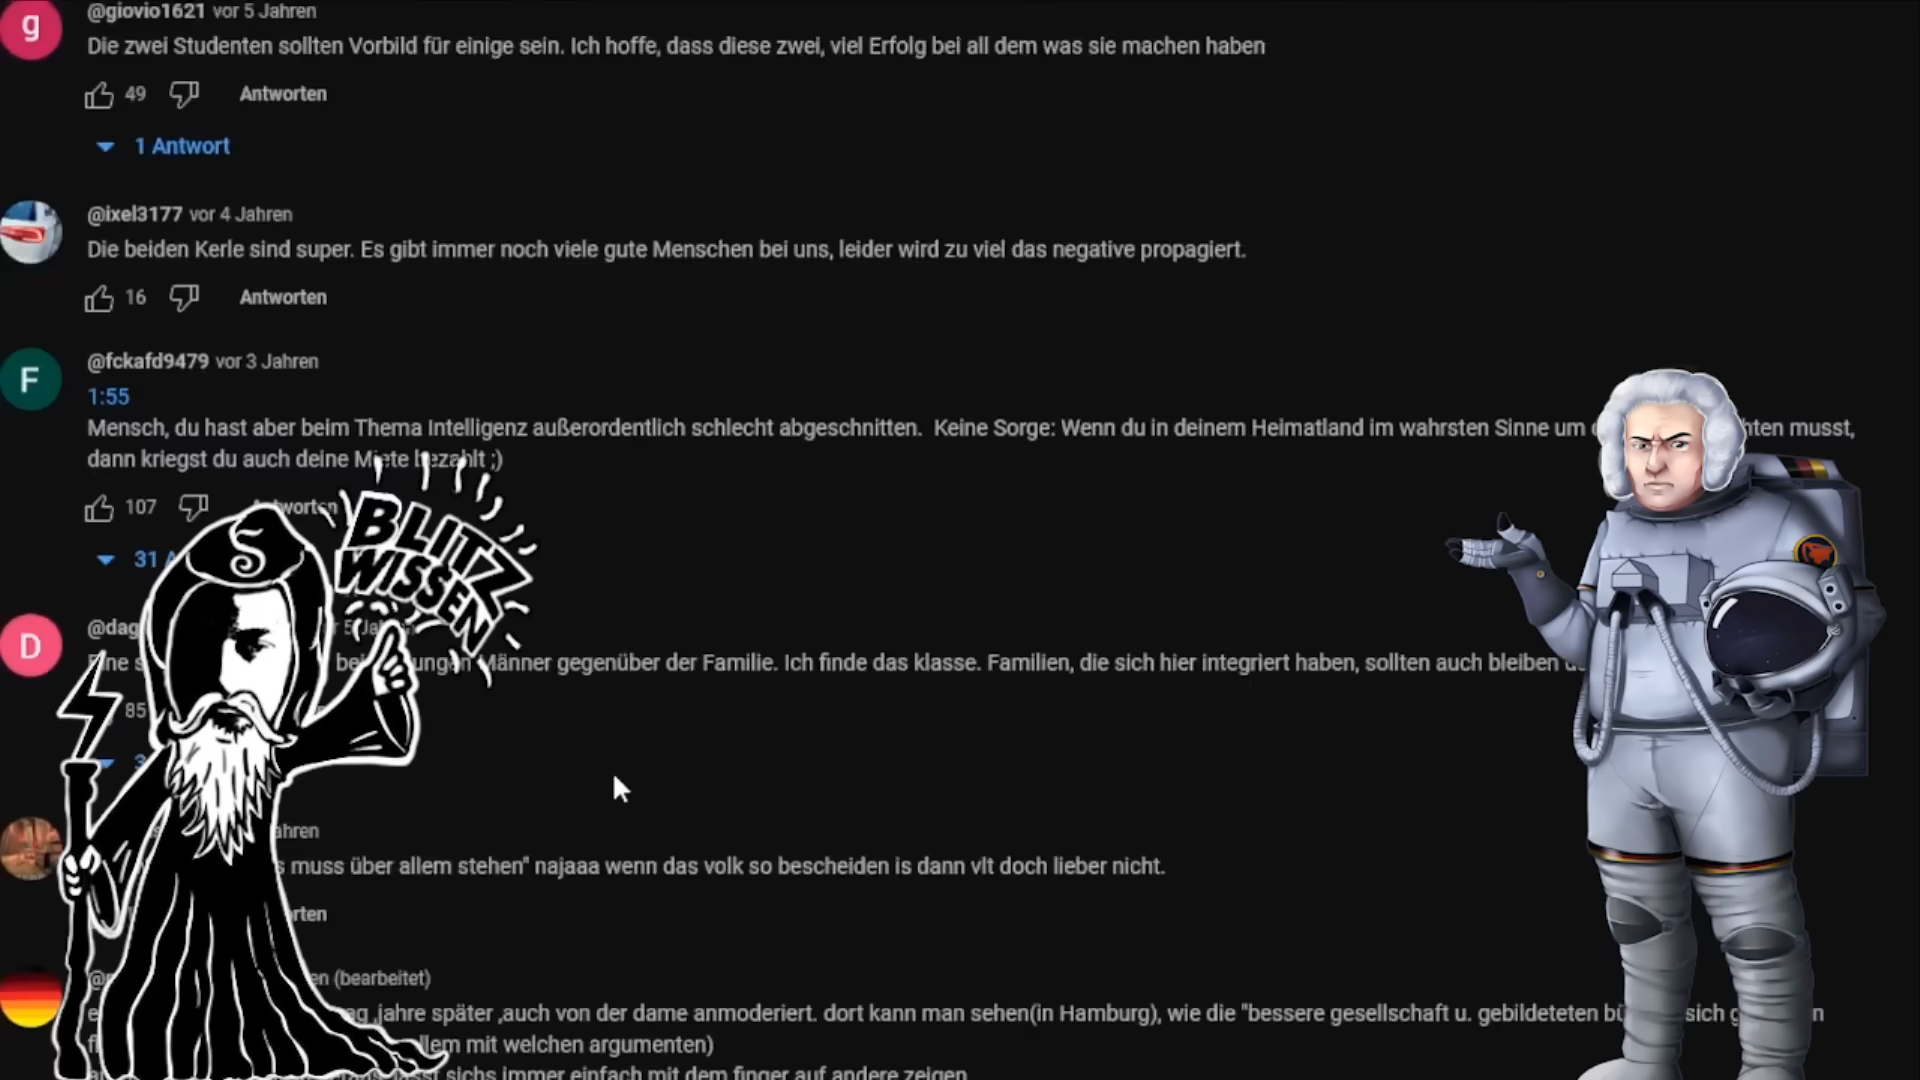 g
@giovio1621 vor 5 Jahren
Die zwei Studenten sollten Vorbild für einige sein. Ich hoffe, dass diese zwei, viel Erfolg bei all dem was sie machen haben
49 Antworten
1 Antwort
@ixel3177 vor 4 Jahren
Die beiden Kerle sind super. Es gibt immer noch viele gute Menschen bei uns, leider wird zu viel das negative propagiert.
16 Antworten
F
@fckafd9479 vor 3 Jahren
1:55
Mensch, du hast aber beim Thema Intelligenz außerordentlich schlecht abgeschnitten. Keine Sorge: Wenn du in deinem Heimatland im wahrsten Sinne um musst,
dann kriegst du auch deine Miete bezahlt ;)
107
31
S
BLITZ
WISSEN
D
Männer gegenüber der Familie. Ich finde das klasse. Familien, die sich hier integriert haben, sollten auch bleiben
85
muss über allem stehen" najaaa wenn das volk so bescheiden is dann vlt doch lieber nicht.
(bearbeitet)
,jahre später ,auch von der dame anmoderiert. dort kann man sehen(in Hamburg), wie die "bessere gesellschaft u. gebildeteten sich
mit welchen argumenten)
sichs immer einfach mit dem finger auf andere zeigen